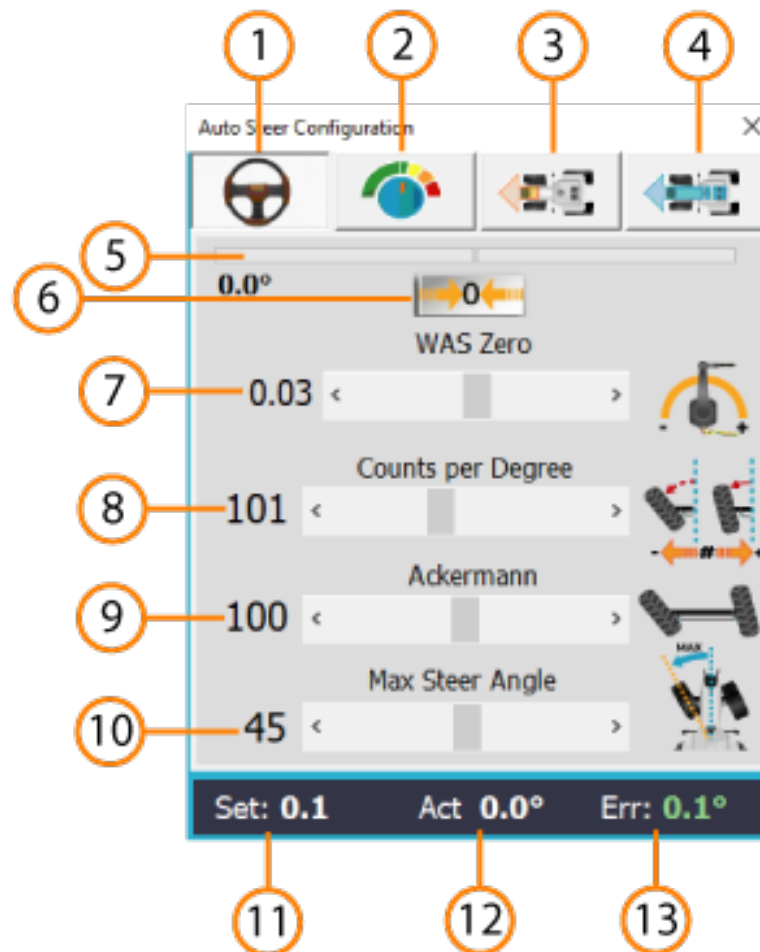 1 2 3 4
Auto Steer Configuration
5
0.0°
6
0
WAS Zero
7
0.03
- +
Counts per Degree
8
101
- # +
Ackermann
9
100
MAX
Max Steer Angle
10
45
Set: 0.1 Act 0.0° Err: 0.1°
11 12 13